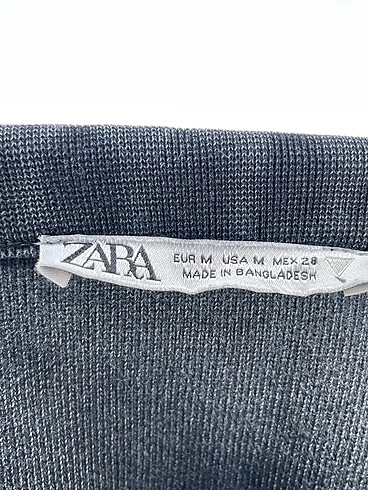 ZARA
EUR M USA M MEX 28
MADE IN BANGLADESH